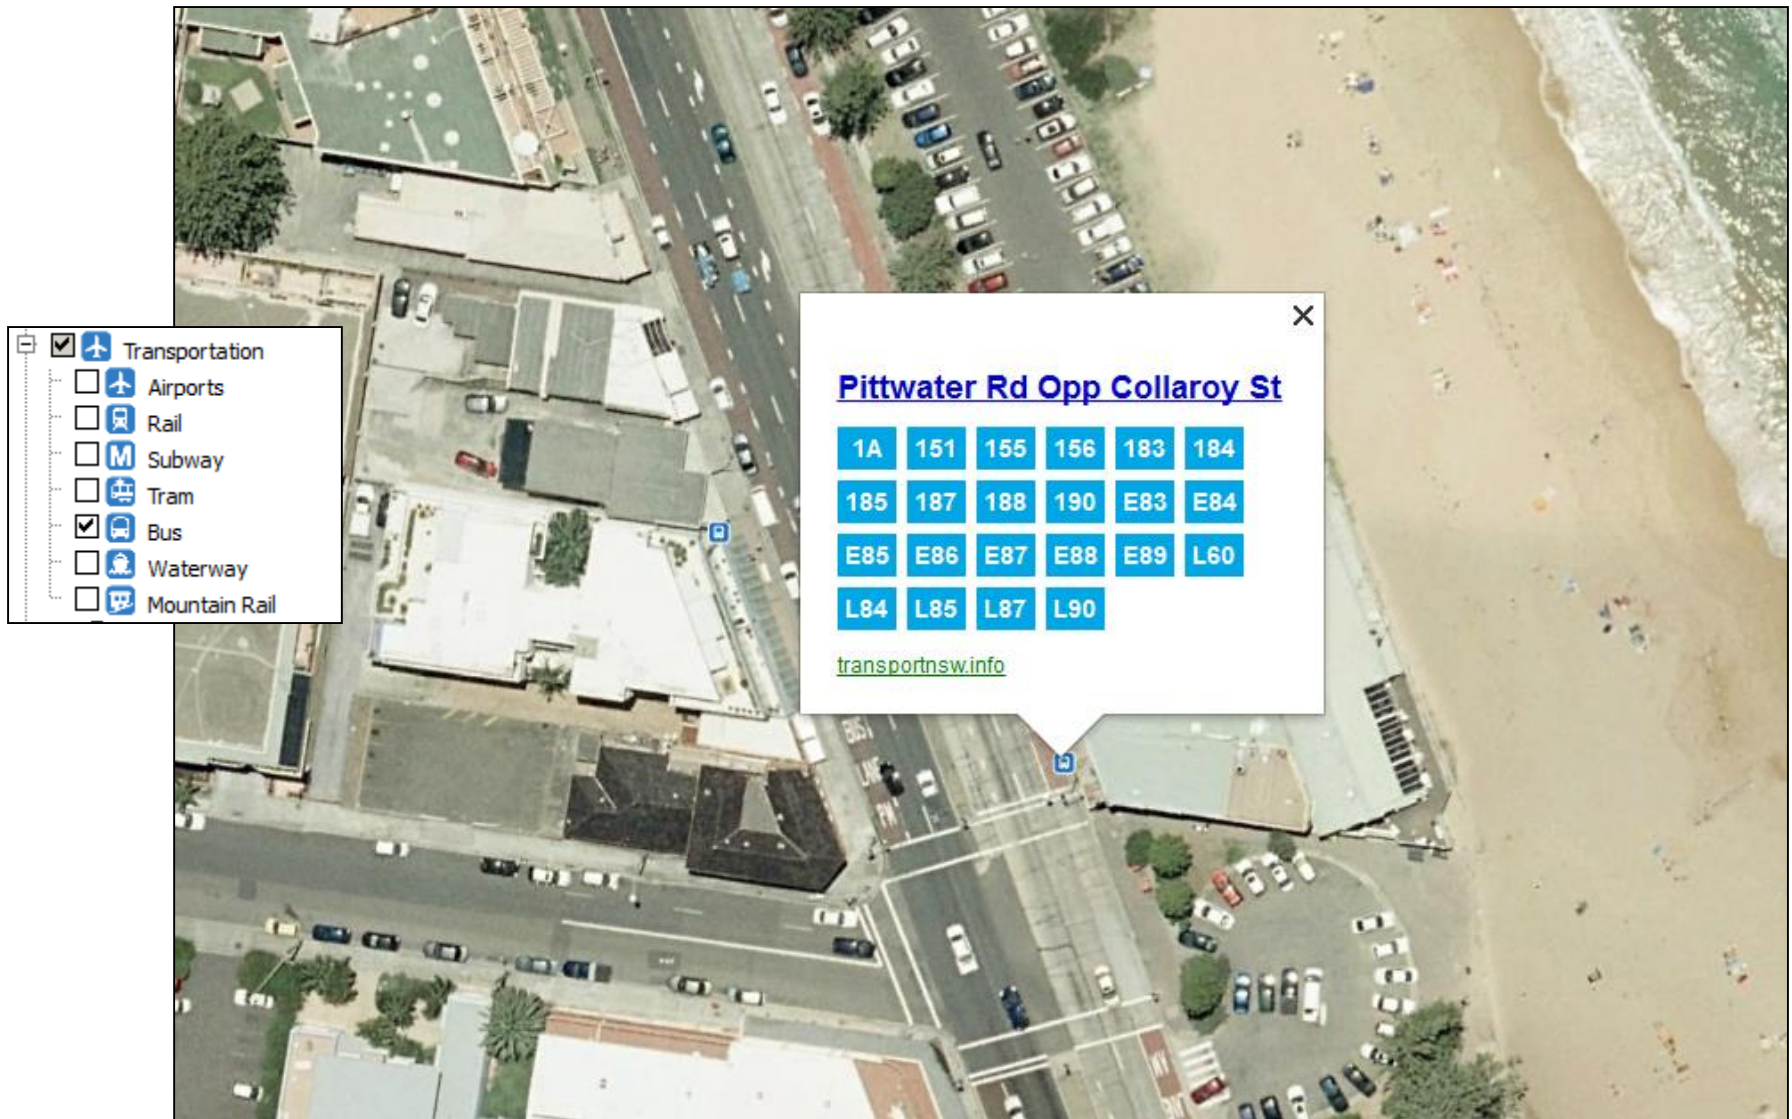 Transportation
Airports
Rail
M Subway
Tram
Bus
Waterway
Mountain Rail
Pittwater Rd Opp Collaroy St
1A 151 155 156 183 184
185 187 188 190 E83 E84
E85 E86 E87 E88 E89 L60
L84 L85 L87 L90
transportnsw.info